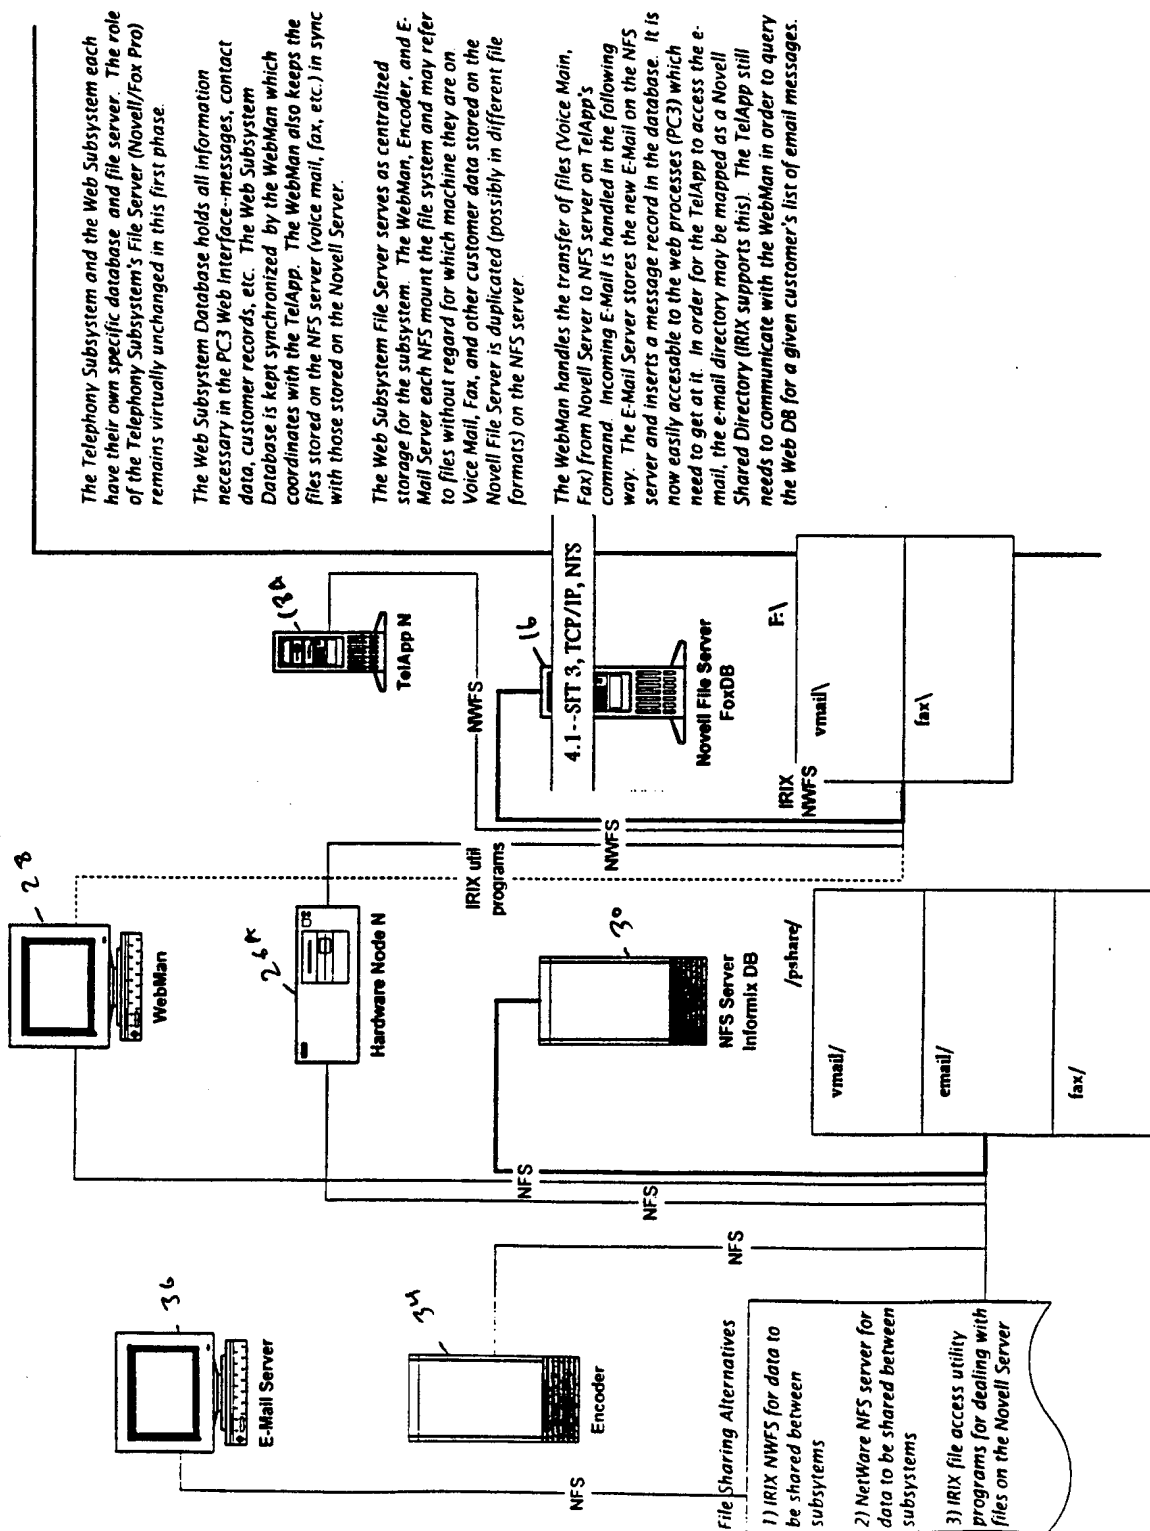 The Telephony Subsystem and the Web Subsystem each
have their own specific database and file server. The role
of the Telephony Subsystem's File Server (Novell/Fox Pro)
remains virtually unchanged in this first phase.
The Web Subsystem Database holds all information
necessary in the PC3 Web Interface--messages, contact
data, customer records, etc. The Web Subsystem
Database is kept synchronized by the WebMan which
coordinates with the TelApp. The WebMan also keeps the
files stored on the NFS server (voice mail, fax, etc.) in sync
with those stored on the Novell Server.
The Web Subsystem File Server serves as centralized
storage for the subsystem. The WebMan, Encoder, and E-
Mail Server each NFS mount the file system and may refer
to files without regard for which machine they are on.
Voice Mail, Fax, and other customer data stored on the
Novell File Server is duplicated (possibly in different file
formats) on the NFS server.
The WebMan handles the transfer of files (Voice Main,
Fax) from Novell Server to NFS server on TelApp's
command. Incoming E-Mail is handled in the following
way. The E-Mail Server stores the new E-Mail on the NFS
server and inserts a message record in the database. It is
now easily accesable to the web processes (PC3) which
need to get at it. In order for the TelApp to access the e-
mail, the e-mail directory may be mapped as a Novell
Shared Directory (IRIX supports this). The TelApp still
needs to communicate with the WebMan in order to query
the Web DB for a given customer's list of email messages.
18A
TelApp N
NWFS
16
4.1--SFT 3, TCP/IP, NFS
Novell File Server
FoxDB
F:\
vmail\
fax\
IRIX
NWFS
NWFS
28
WebMan
IRIX util
programs
26A
Hardware Node N
30
NFS Server
Informix DB
/pshare/
vmail/
email/
fax/
NFS
NFS
NFS
36
E-Mail Server
34
Encoder
NFS
File Sharing Alternatives
1) IRIX NWFS for data to
be shared between
subsytems
2) NetWare NFS server for
data to be shared between
subsystems
3) IRIX file access utility
programs for dealing with
files on the Novell Server